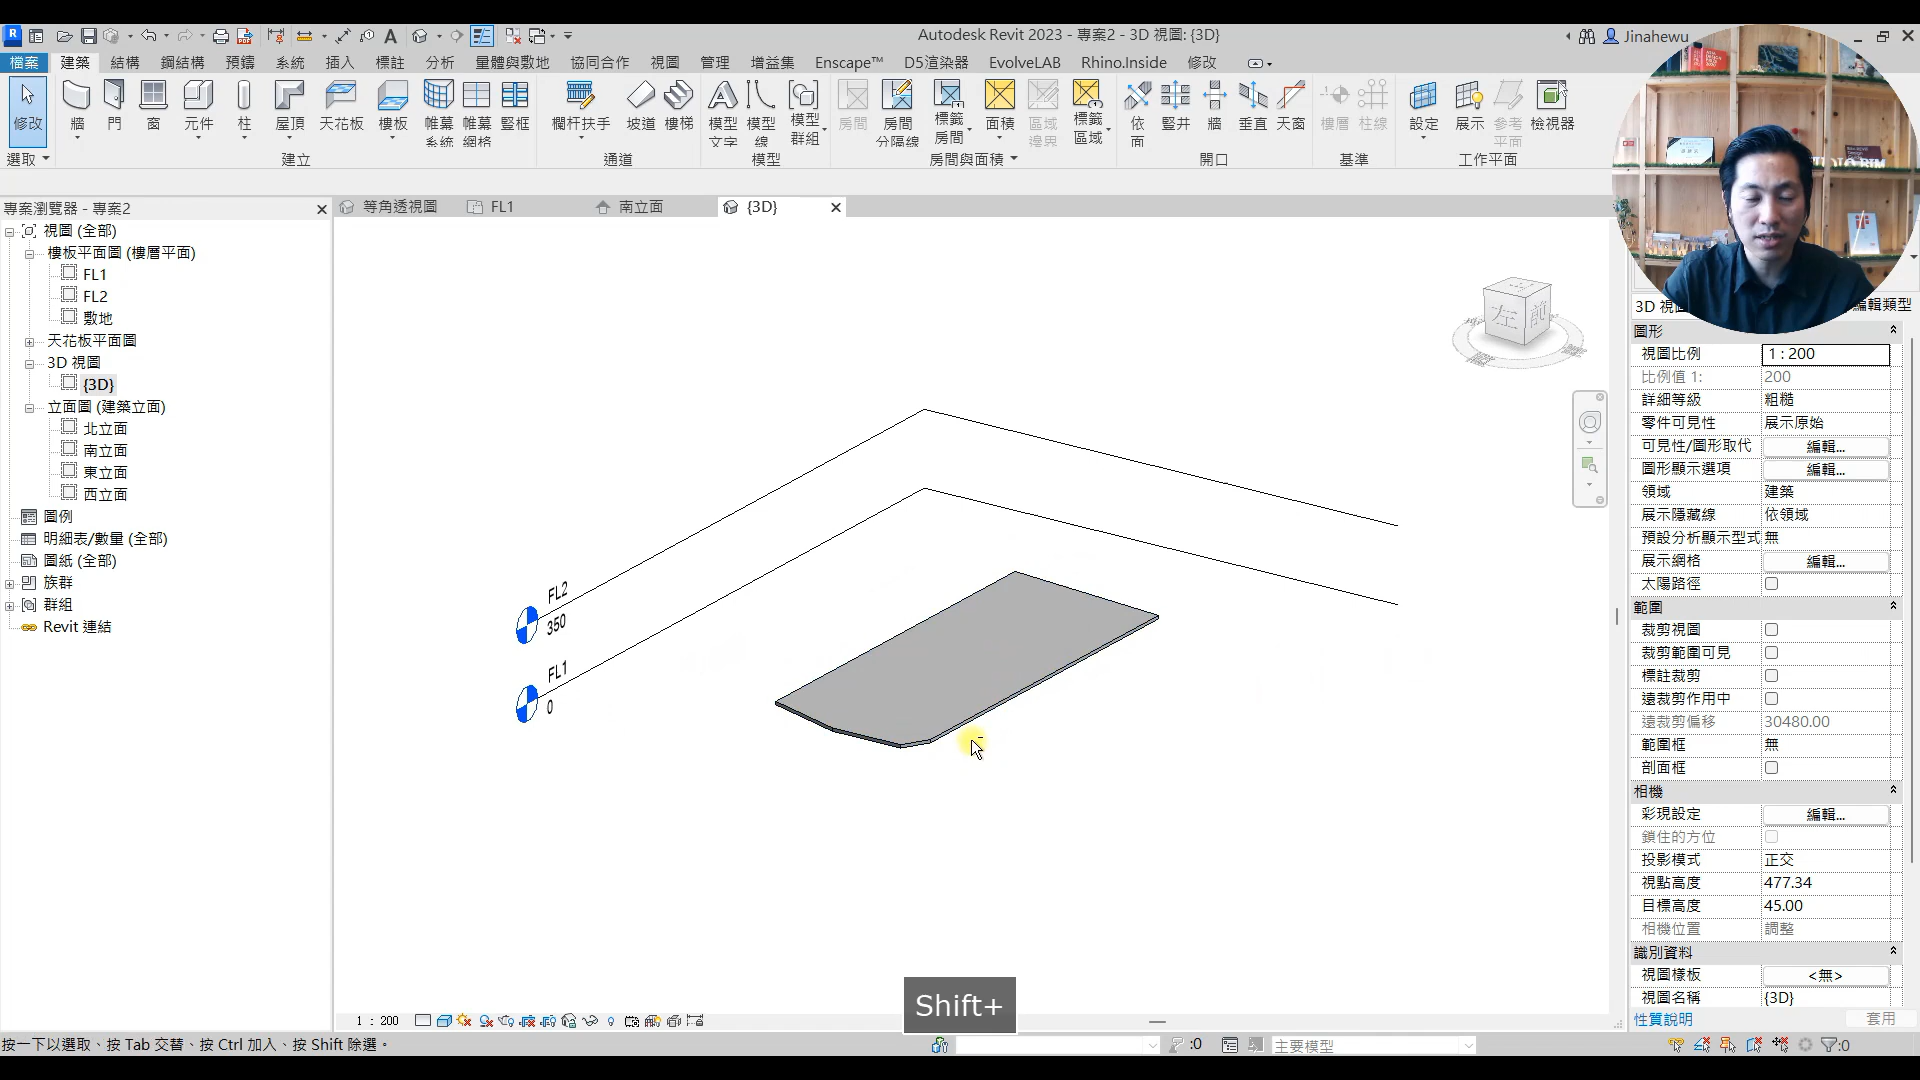 Autodesk Revit 2023 - 專案2 - 3D 視圖: {3D}
Jinahewu
檔案 建築 結構 鋼結構 預鑄 系統 插入 標註 分析 量體與敷地 協同合作 視圖 管理 增益集 Enscape™ D5渲染器 EvolveLAB Rhino.Inside 修改
修改 牆 門 窗 元件 柱 屋頂 天花板 樓板 帷幕 帷幕 豎框 欄杆扶手 坡道 樓梯 模型 模型 模型 房間 房間 標籤 面積 區域 標籤 依 豎井 牆 垂直 天窗 樓層 柱線 設定 展示 參考 檢視器
系統 網格 文字 線 群組 分隔線 房間 邊界 區域 面 平面
選取 建立 通道 模型 房間與面積 開口 基準 工作平面
專案瀏覽器 - 專案2
等角透視圖 FL1 南立面 {3D}
視圖 (全部)
樓板平面圖 (樓層平面)
FL1
FL2
敷地
天花板平面圖
3D 視圖
{3D}
立面圖 (建築立面)
北立面
南立面
東立面
西立面
圖例
明細表/數量 (全部)
圖紙 (全部)
族群
群組
Revit 連結
FL2
350
FL1
0
左 前
編輯類型
圖形
視圖比例 1 : 200
比例值 1: 200
詳細等級 粗糙
零件可見性 展示原始
可見性/圖形取代 編輯...
圖形顯示選項 編輯...
領域 建築
展示隱藏線 依領域
預設分析顯示型式 無
展示網格 編輯...
太陽路徑
範圍
裁剪視圖
裁剪範圍可見
標註裁剪
遠裁剪作用中
遠裁剪偏移 30480.00
範圍框 無
剖面框
相機
彩現設定 編輯...
鎖住的方位
投影模式 正交
視點高度 477.34
目標高度 45.00
相機位置 調整
識別資料
視圖樣板 <無>
視圖名稱 {3D}
性質說明 套用
Shift+
1 : 200
按一下以選取、按 Tab 交替、按 Ctrl 加入、按 Shift 除選。
:0
主要模型
:0